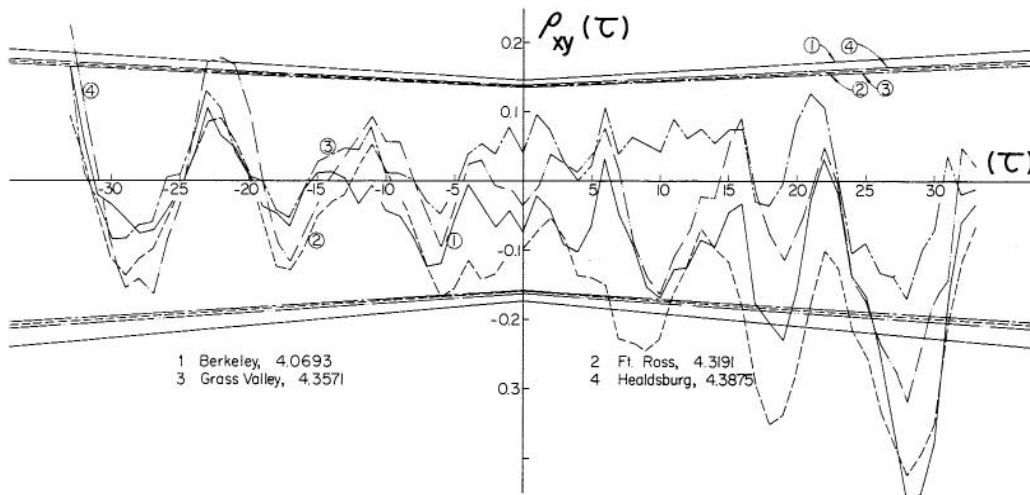 ρxy (τ)
0.2
① ④
② ③
④
0.1
③
(τ)
-30 -25 -20 -15 -10 -5 0 5 10 15 20 25 30
②
①
-0.1
-0.2
1 Berkeley, 4.0693
2 Ft. Ross, 4.3191
3 Grass Valley, 4.3571
4 Healdsburg, 4.3875
0.3